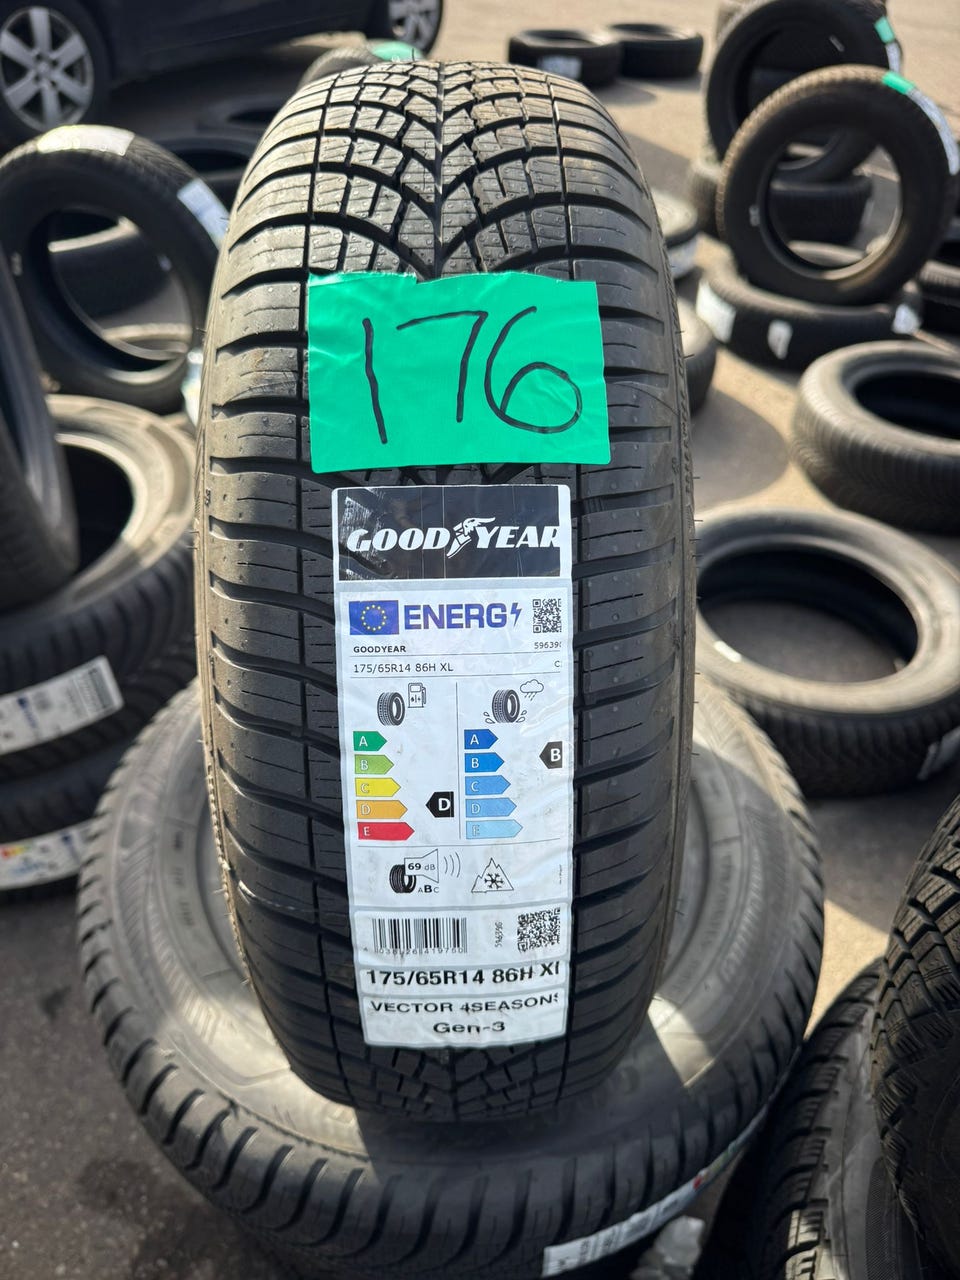 176
GOODYEAR
ENERG
GOODYEAR
175/65R14 86H XL
A
B
C
D
E
D
A
B
C
D
E
B
69 dB
ABC
596396
175/65R14 86H XL
VECTOR 4SEASONS
Gen-3